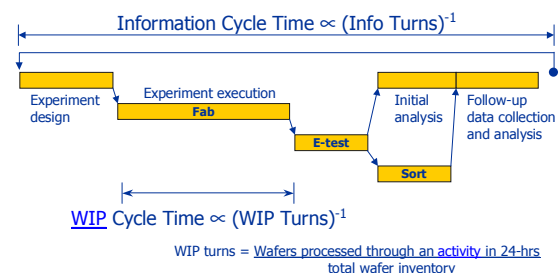 Information Cycle Time ∝ (Info Turns)⁻¹
Experiment
design
Experiment execution
Fab
E-test
Initial
analysis
Follow-up
data collection
and analysis
Sort
WIP Cycle Time ∝ (WIP Turns)⁻¹
WIP turns = Wafers processed through an activity in 24-hrs
total wafer inventory